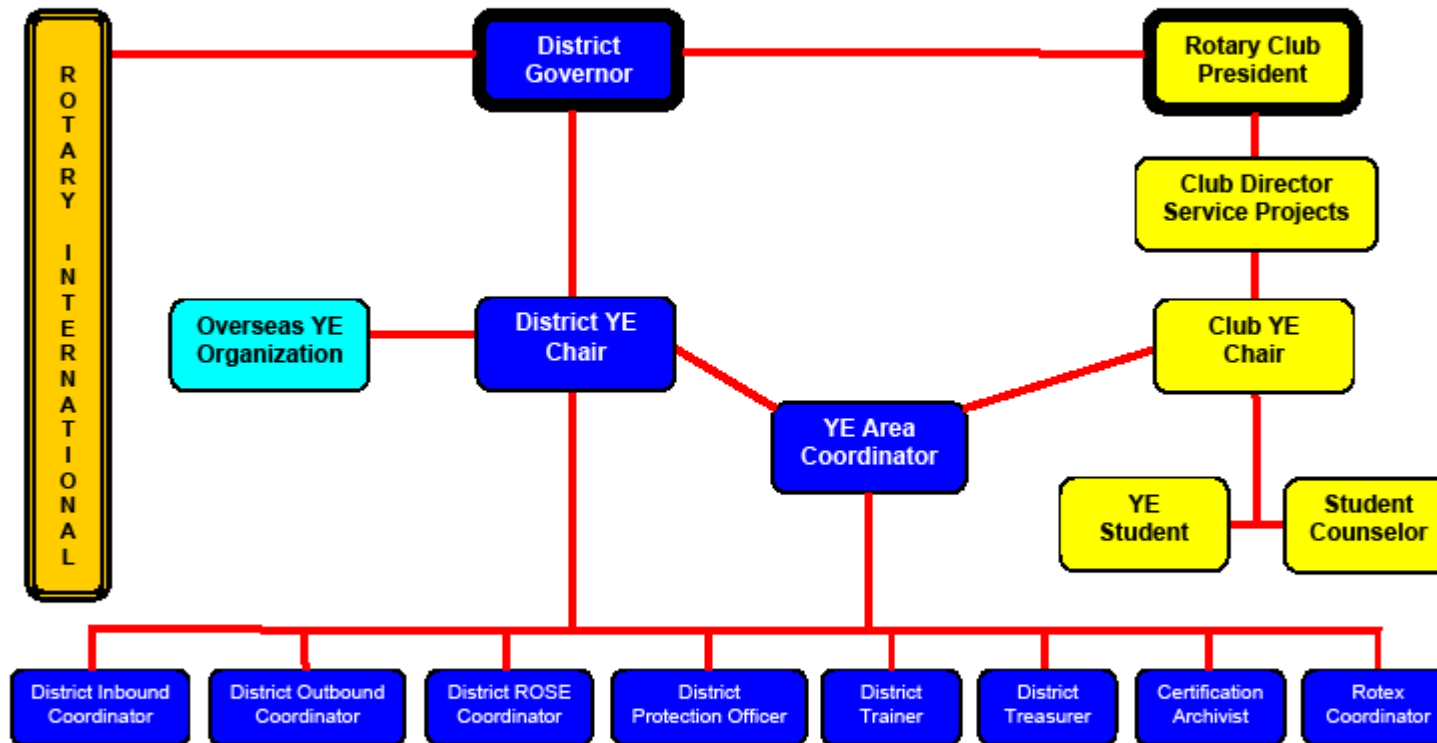 ROTARY INTERNATIONAL
District
Governor
Rotary Club
President
Club Director
Service Projects
Overseas YE
Organization
District YE
Chair
Club YE
Chair
YE Area
Coordinator
YE
Student
Student
Counselor
District Inbound
Coordinator
District Outbound
Coordinator
District ROSE
Coordinator
District
Protection Officer
District
Trainer
District
Treasurer
Certification
Archivist
Rotex
Coordinator